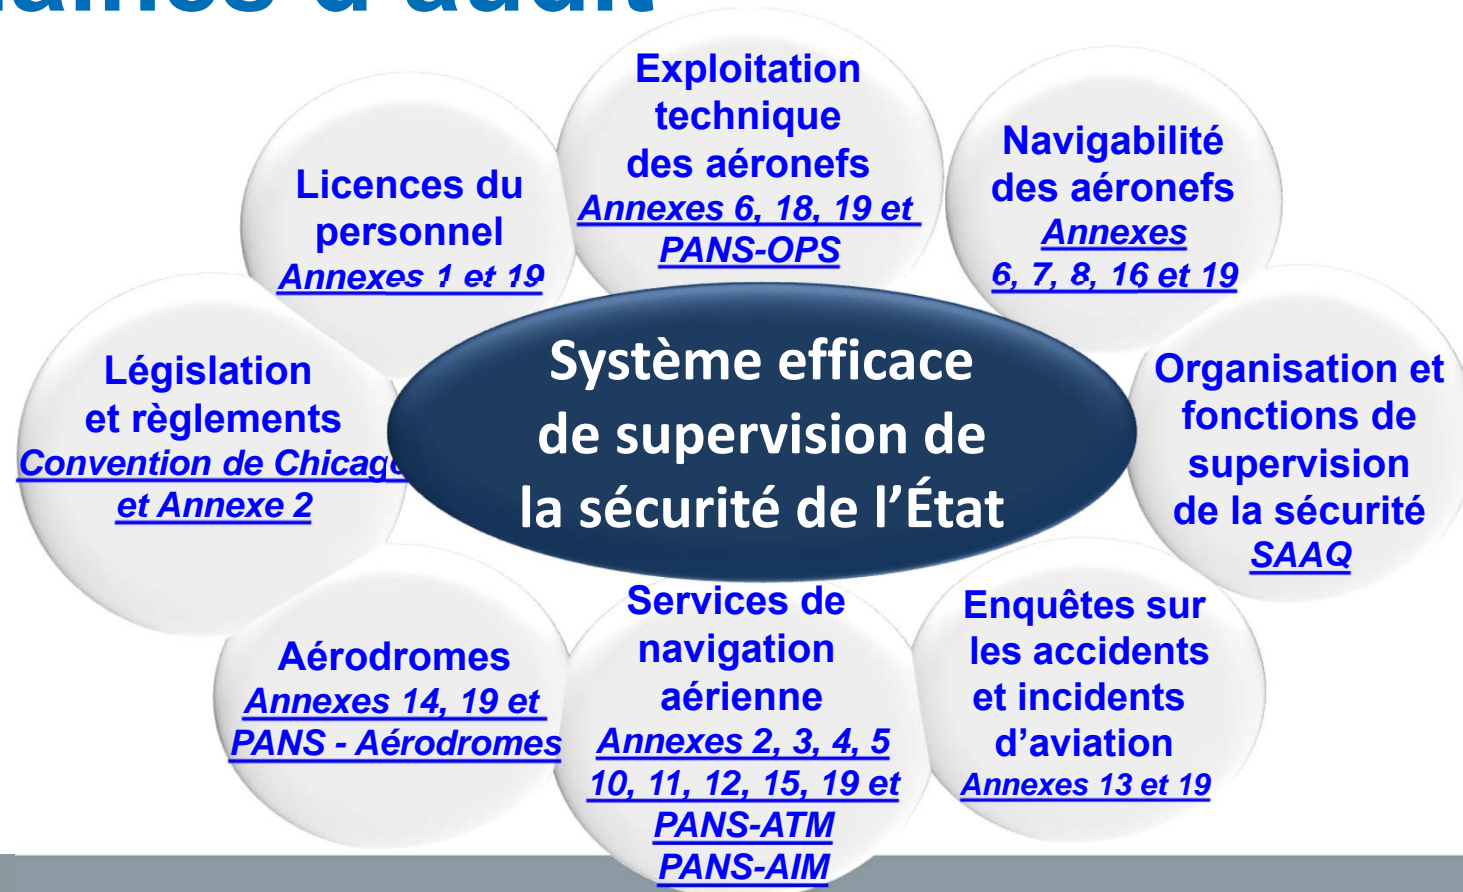 d'audit
Exploitation
technique
des aéronefs
Annexes 6, 18, 19 et
PANS-OPS
Licences du
personnel
Annexes 1 et 19
Navigabilité
des aéronefs
Annexes
6, 7, 8, 16 et 19
Législation
et règlements
Convention de Chicago
et Annexe 2
Système efficace
de supervision de
la sécurité de l’État
Organisation et
fonctions de
supervision
de la sécurité
SAAQ
Aérodromes
Annexes 14, 19 et
PANS - Aérodromes
Services de
navigation
aérienne
Annexes 2, 3, 4, 5
10, 11, 12, 15, 19 et
PANS-ATM
PANS-AIM
Enquêtes sur
les accidents
et incidents
d’aviation
Annexes 13 et 19